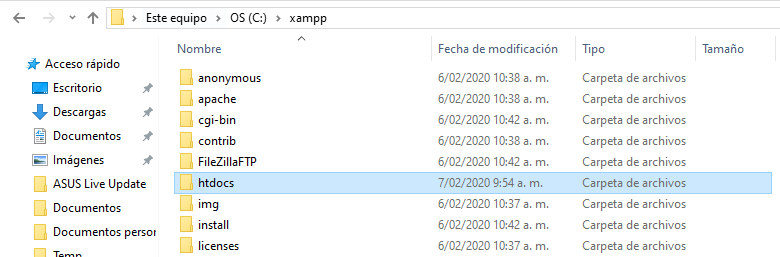 Este equipo > OS (C:) > xampp
Nombre Fecha de modificación Tipo Tamaño
Acceso rápido
Escritorio
Descargas
Documentos
Imágenes
ASUS Live Update
Documentos
Documentos person
Temp
anonymous 6/02/2020 10:38 a. m. Carpeta de archivos
apache 6/02/2020 10:38 a. m. Carpeta de archivos
cgi-bin 6/02/2020 10:42 a. m. Carpeta de archivos
contrib 6/02/2020 10:38 a. m. Carpeta de archivos
FileZillaFTP 6/02/2020 10:42 a. m. Carpeta de archivos
htdocs 7/02/2020 9:54 a. m. Carpeta de archivos
img 6/02/2020 10:37 a. m. Carpeta de archivos
install 6/02/2020 10:42 a. m. Carpeta de archivos
licenses 6/02/2020 10:37 a. m. Carpeta de archivos